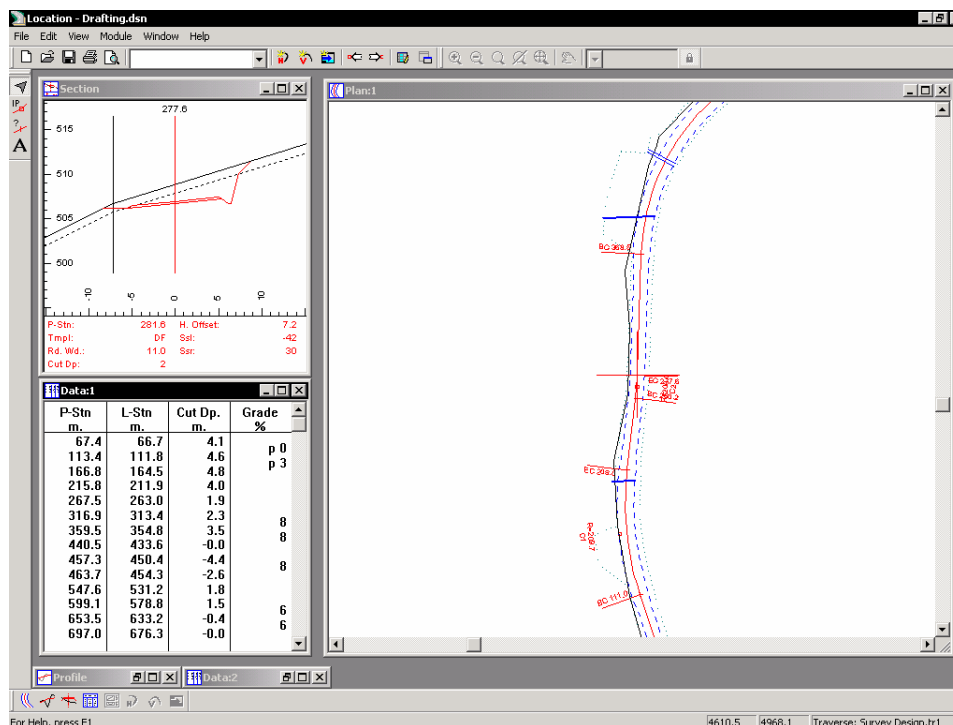 Location - Drafting.dsn
File Edit View Module Window Help
Section
277.6
515
510
505
500
-10 -5 0 5 10
P-Stn: 281.6 H. Offset: 7.2
Tmpl: DF Ssl: -42
Rd. Wd.: 11.0 Ssr: 30
Cut Dp.: 2
Data:1
P-Stn L-Stn Cut Dp. Grade
m. m. m. %
67.4 66.7 4.1
p 0
113.4 111.8 4.6
p 3
166.8 164.5 4.8
215.8 211.9 4.0
267.5 263.0 1.9
316.9 313.4 2.3 8
359.5 354.8 3.5 8
440.5 433.6 -0.0
457.3 450.4 -4.4 8
463.7 454.3 -2.6
547.6 531.2 1.8
599.1 578.8 1.5 6
653.5 633.2 -0.4 6
697.0 676.3 -0.0
Plan:1
BC
BC
BC
R=209.7
C1
BC 111.9
Profile
Data:2
A
IP
?
For Help, press F1
4610.5 4968.1 Traverse: Survey Design.tr1